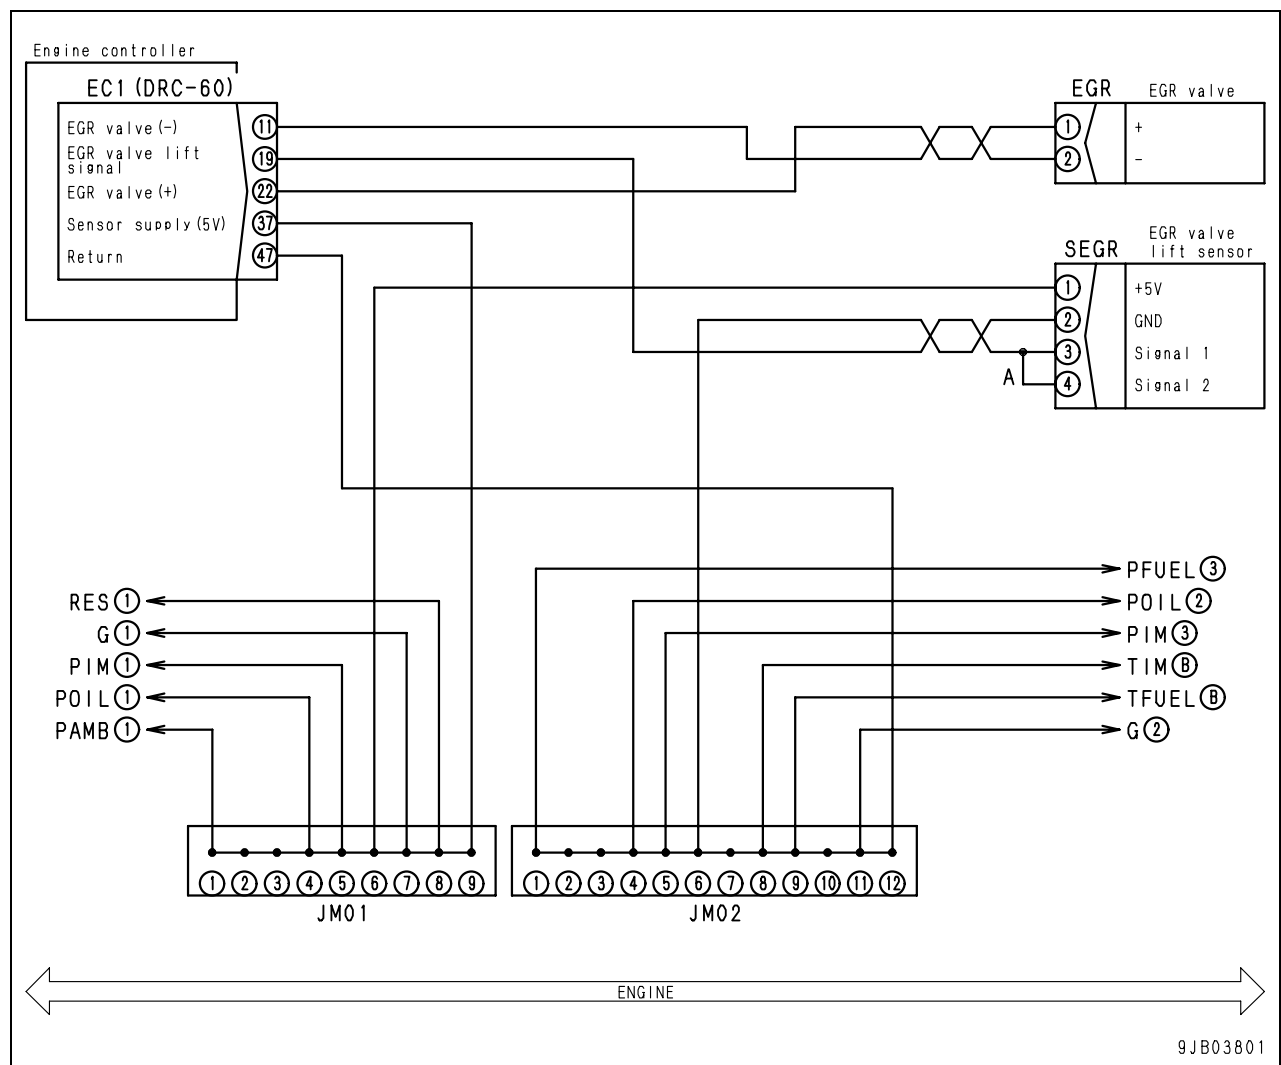 Engine controller
EC1 (DRC-60)
EGR valve (-) 11
EGR valve lift
signal 19
EGR valve (+) 22
Sensor supply (5V) 37
Return 47
EGR EGR valve
1 +
2 -
EGR valve
SEGR lift sensor
1 +5V
2 GND
3 Signal 1
A 4 Signal 2
RES 1
G 1
PIM 1
POIL 1
PAMB 1
PFUEL 3
POIL 2
PIM 3
TIM B
TFUEL B
G 2
1 2 3 4 5 6 7 8 9
JM01
1 2 3 4 5 6 7 8 9 10 11 12
JM02
ENGINE
9JB03801